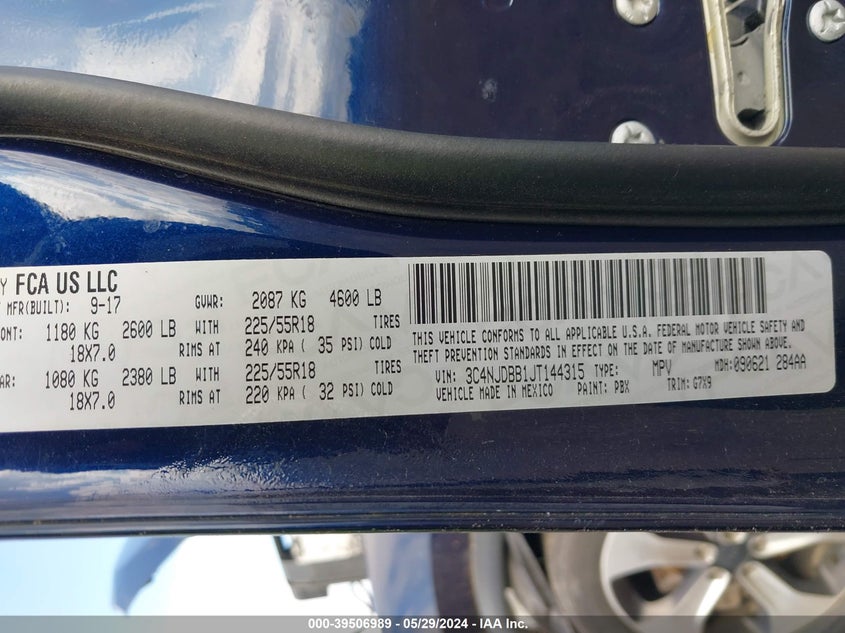 Y FCA US LLC
MFR(BUILT): 9-17 GVWR: 2087 KG 4600 LB
ONT: 1180 KG 2600 LB WITH 225/55R18 TIRES
18X7.0 RIMS AT 240 KPA ( 35 PSI) COLD
AR: 1080 KG 2380 LB WITH 225/55R18 TIRES
18X7.0 RIMS AT 220 KPA ( 32 PSI) COLD
THIS VEHICLE CONFORMS TO ALL APPLICABLE U.S.A. FEDERAL MOTOR VEHICLE SAFETY AND
THEFT PREVENTION STANDARDS IN EFFECT ON THE DATE OF MANUFACTURE SHOWN ABOVE.
VIN: 3C4NJDBB1JT144315 TYPE: MPV MDH:090621 284AA
VEHICLE MADE IN MEXICO PAINT: PBX TRIM: G7X9
000-39506989 - 05/29/2024 - IAA Inc.